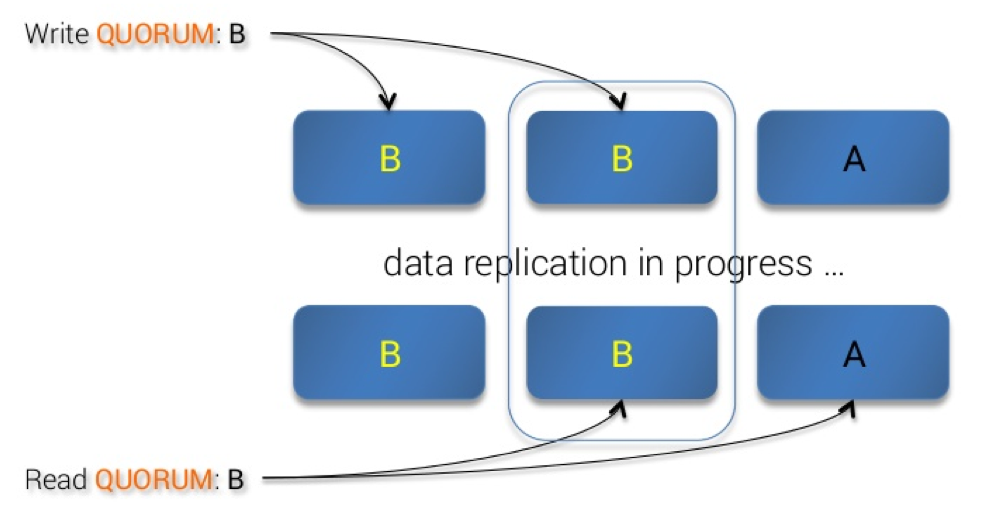 Write QUORUM: B
B B A
data replication in progress ...
B B A
Read QUORUM: B